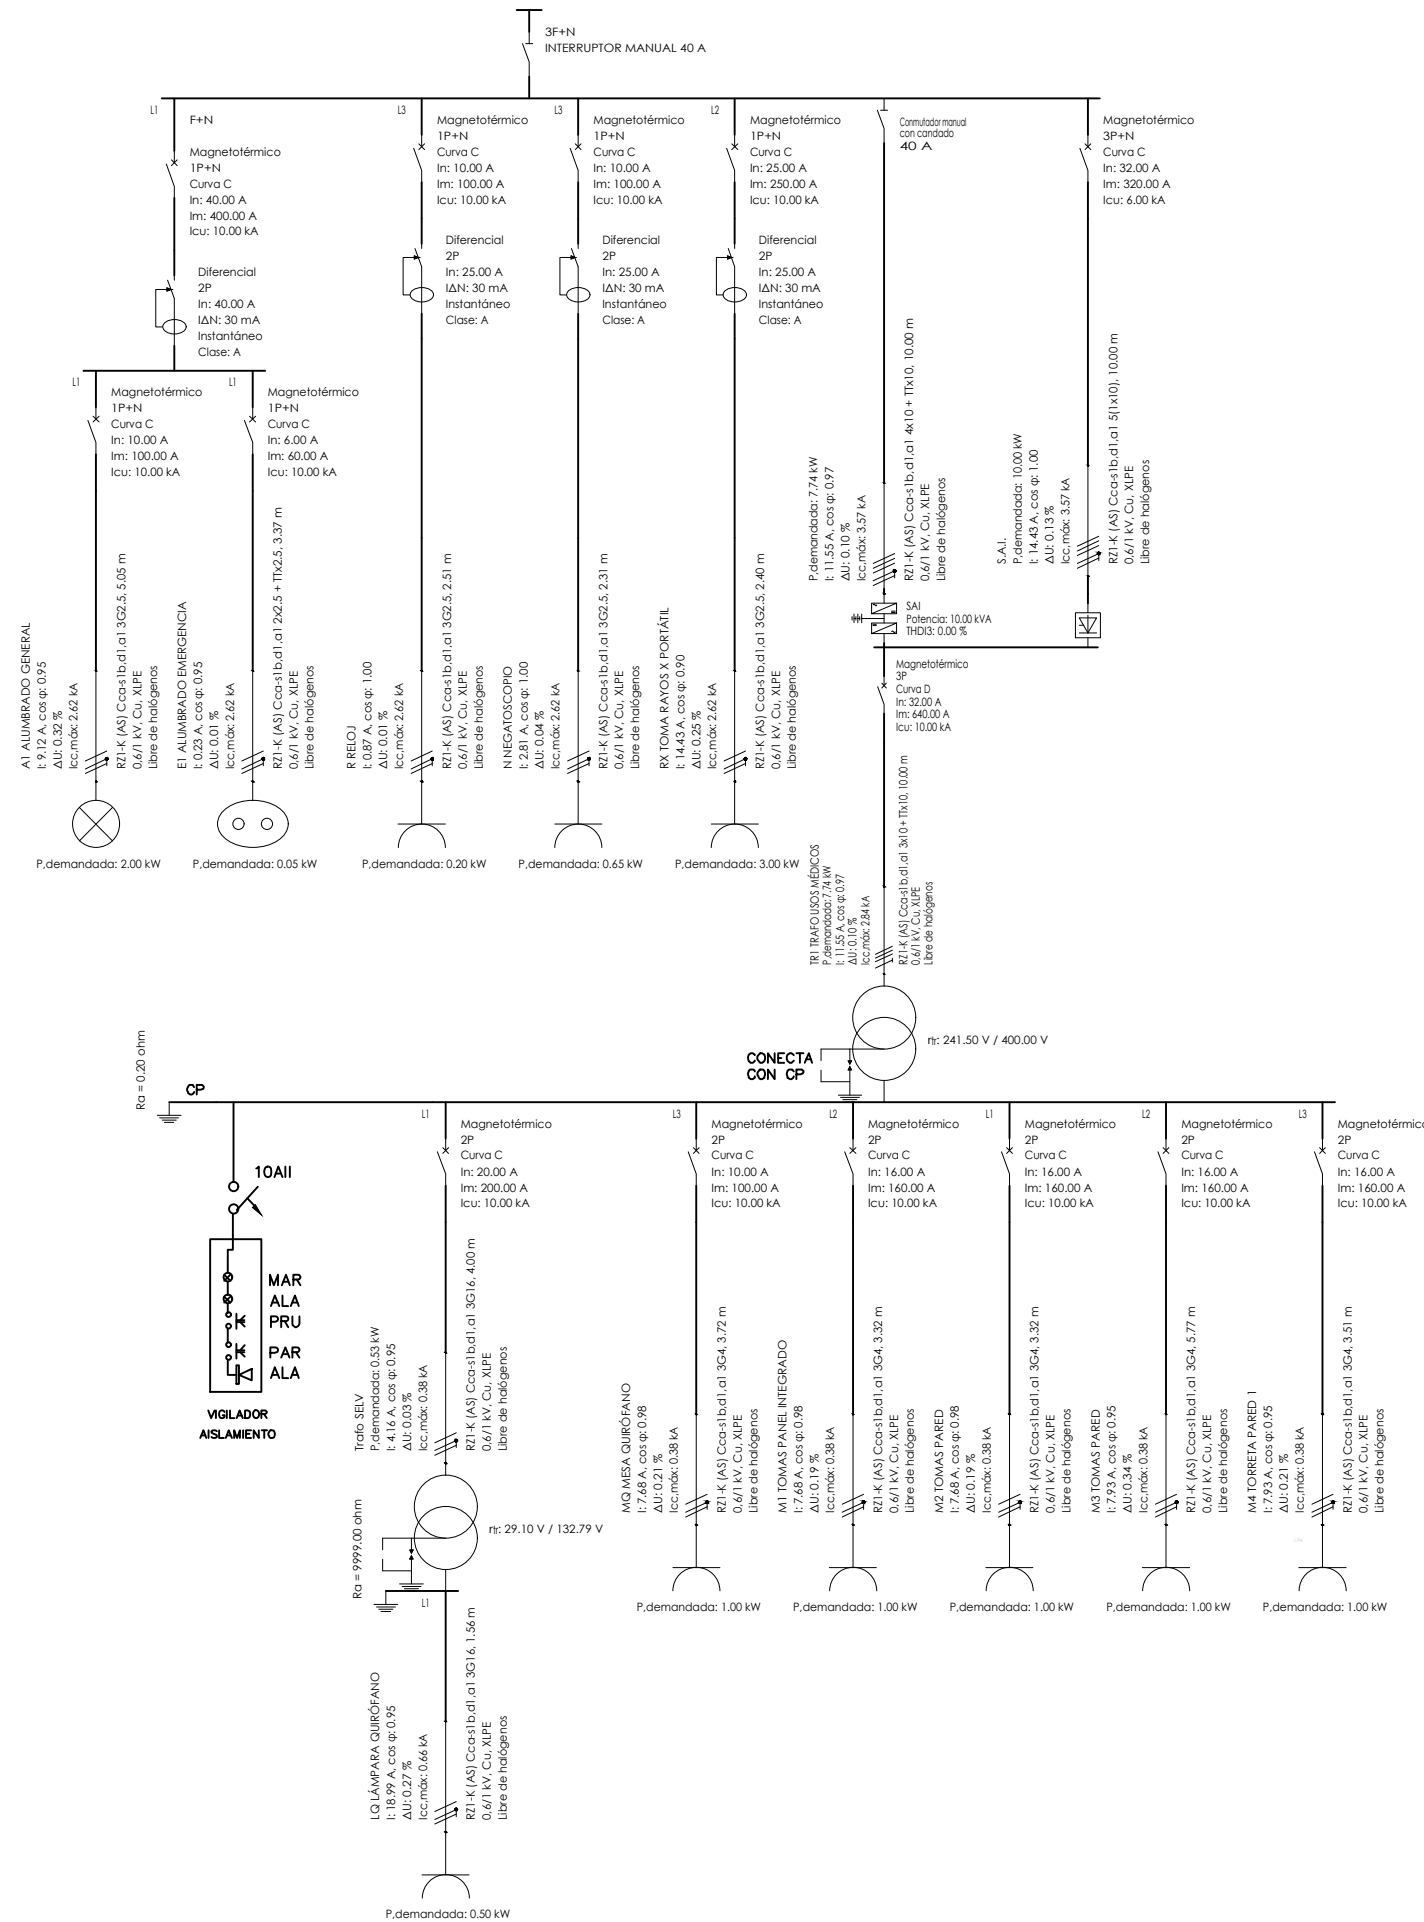 3F+N
INTERRUPTOR MANUAL 40 A
L1
F+N
Magnetotérmico
1P+N
Curva C
In: 40.00 A
Im: 400.00 A
Icu: 10.00 kA
Diferencial
2P
In: 40.00 A
IΔN: 30 mA
Instantáneo
Clase: A
L3
Magnetotérmico
1P+N
Curva C
In: 10.00 A
Im: 100.00 A
Icu: 10.00 kA
Diferencial
2P
In: 25.00 A
IΔN: 30 mA
Instantáneo
Clase: A
L3
Magnetotérmico
1P+N
Curva C
In: 10.00 A
Im: 100.00 A
Icu: 10.00 kA
Diferencial
2P
In: 25.00 A
IΔN: 30 mA
Instantáneo
Clase: A
L2
Magnetotérmico
1P+N
Curva C
In: 25.00 A
Im: 250.00 A
Icu: 10.00 kA
Diferencial
2P
In: 25.00 A
IΔN: 30 mA
Instantáneo
Clase: A
Conmutador manual
con candado
40 A
Magnetotérmico
3P+N
Curva C
In: 32.00 A
Im: 320.00 A
Icu: 6.00 kA
L1
Magnetotérmico
1P+N
Curva C
In: 10.00 A
Im: 100.00 A
Icu: 10.00 kA
L1
Magnetotérmico
1P+N
Curva C
In: 6.00 A
Im: 60.00 A
Icu: 10.00 kA
A1 ALUMBRADO GENERAL
I: 9.12 A, cos φ: 0.95
ΔU: 0.32 %
Icc,máx: 2.62 kA
RZ1-K (AS) Cca-s1b,d1,a1 3G2.5, 5.05 m
0,6/1 kV, Cu, XLPE
Libre de halógenos
P,demandada: 2.00 kW
E1 ALUMBRADO EMERGENCIA
I: 0.23 A, cos φ: 0.95
ΔU: 0.01 %
Icc,máx: 2.62 kA
RZ1-K (AS) Cca-s1b,d1,a1 2x2.5 + TTx2.5, 3.37 m
0,6/1 kV, Cu, XLPE
Libre de halógenos
P,demandada: 0.05 kW
R RELOJ
I: 0.87 A, cos φ: 1.00
ΔU: 0.01 %
Icc,máx: 2.62 kA
RZ1-K (AS) Cca-s1b,d1,a1 3G2.5, 2.51 m
0,6/1 kV, Cu, XLPE
Libre de halógenos
P,demandada: 0.20 kW
N NEGATOSCOPIO
I: 2.81 A, cos φ: 1.00
ΔU: 0.04 %
Icc,máx: 2.62 kA
RZ1-K (AS) Cca-s1b,d1,a1 3G2.5, 2.31 m
0,6/1 kV, Cu, XLPE
Libre de halógenos
P,demandada: 0.65 kW
RX TOMA RAYOS X PORTÁTIL
I: 14.43 A, cos φ: 0.90
ΔU: 0.25 %
Icc,máx: 2.62 kA
RZ1-K (AS) Cca-s1b,d1,a1 3G2.5, 2.40 m
0,6/1 kV, Cu, XLPE
Libre de halógenos
P,demandada: 3.00 kW
P,demandada: 7.74 kW
I: 11.55 A, cos φ: 0.97
ΔU: 0.10 %
Icc,máx: 3.57 kA
RZ1-K (AS) Cca-s1b,d1,a1 4x10 + TTx10, 10.00 m
0,6/1 kV, Cu, XLPE
Libre de halógenos
S.A.I.
P,demandada: 10.00 kW
I: 14.43 A, cos φ: 1.00
ΔU: 0.13 %
Icc,máx: 3.57 kA
RZ1-K (AS) Cca-s1b,d1,a1 5(1x10), 10.00 m
0,6/1 kV, Cu, XLPE
Libre de halógenos
SAI
Potencia: 10.00 kVA
THDI3: 0.00 %
Magnetotérmico
3P
Curva D
In: 32.00 A
Im: 640.00 A
Icu: 10.00 kA
TR1 TRAFO USOS MÉDICOS
P,demandada: 7.74 kW
I: 11.55 A, cos φ: 0.97
ΔU: 0.10 %
Icc,máx: 2.84 kA
RZ1-K (AS) Cca-s1b,d1,a1 3x10 + TTx10, 10.00 m
0,6/1 kV, Cu, XLPE
Libre de halógenos
rtr: 241.50 V / 400.00 V
CONECTA
CON CP
Ra = 0.20 ohm
CP
10AII
MAR
ALA
PRU
PAR
ALA
VIGILADOR
AISLAMIENTO
L1
Magnetotérmico
2P
Curva C
In: 20.00 A
Im: 200.00 A
Icu: 10.00 kA
L3
Magnetotérmico
2P
Curva C
In: 10.00 A
Im: 100.00 A
Icu: 10.00 kA
L2
Magnetotérmico
2P
Curva C
In: 16.00 A
Im: 160.00 A
Icu: 10.00 kA
L1
Magnetotérmico
2P
Curva C
In: 16.00 A
Im: 160.00 A
Icu: 10.00 kA
L2
Magnetotérmico
2P
Curva C
In: 16.00 A
Im: 160.00 A
Icu: 10.00 kA
L3
Magnetotérmico
2P
Curva C
In: 16.00 A
Im: 160.00 A
Icu: 10.00 kA
Trafo SELV
P,demandada: 0.53 kW
I: 4.16 A, cos φ: 0.95
ΔU: 0.03 %
Icc,máx: 0.38 kA
RZ1-K (AS) Cca-s1b,d1,a1 3G16, 4.00 m
0,6/1 kV, Cu, XLPE
Libre de halógenos
rtr: 29.10 V / 132.79 V
Ra = 9999.00 ohm
L1
LQ LÁMPARA QUIRÓFANO
I: 18.99 A, cos φ: 0.95
ΔU: 0.27 %
Icc,máx: 0.66 kA
RZ1-K (AS) Cca-s1b,d1,a1 3G16, 1.56 m
0,6/1 kV, Cu, XLPE
Libre de halógenos
P,demandada: 0.50 kW
MQ MESA QUIRÓFANO
I: 7.68 A, cos φ: 0.98
ΔU: 0.21 %
Icc,máx: 0.38 kA
RZ1-K (AS) Cca-s1b,d1,a1 3G4, 3.72 m
0,6/1 kV, Cu, XLPE
Libre de halógenos
P,demandada: 1.00 kW
M1 TOMAS PANEL INTEGRADO
I: 7.68 A, cos φ: 0.98
ΔU: 0.19 %
Icc,máx: 0.38 kA
RZ1-K (AS) Cca-s1b,d1,a1 3G4, 3.32 m
0,6/1 kV, Cu, XLPE
Libre de halógenos
P,demandada: 1.00 kW
M2 TOMAS PARED
I: 7.68 A, cos φ: 0.98
ΔU: 0.19 %
Icc,máx: 0.38 kA
RZ1-K (AS) Cca-s1b,d1,a1 3G4, 3.32 m
0,6/1 kV, Cu, XLPE
Libre de halógenos
P,demandada: 1.00 kW
M3 TOMAS PARED
I: 7.93 A, cos φ: 0.95
ΔU: 0.34 %
Icc,máx: 0.38 kA
RZ1-K (AS) Cca-s1b,d1,a1 3G4, 5.77 m
0,6/1 kV, Cu, XLPE
Libre de halógenos
P,demandada: 1.00 kW
M4 TORRETA PARED 1
I: 7.93 A, cos φ: 0.95
ΔU: 0.21 %
Icc,máx: 0.38 kA
RZ1-K (AS) Cca-s1b,d1,a1 3G4, 3.51 m
0,6/1 kV, Cu, XLPE
Libre de halógenos
P,demandada: 1.00 kW